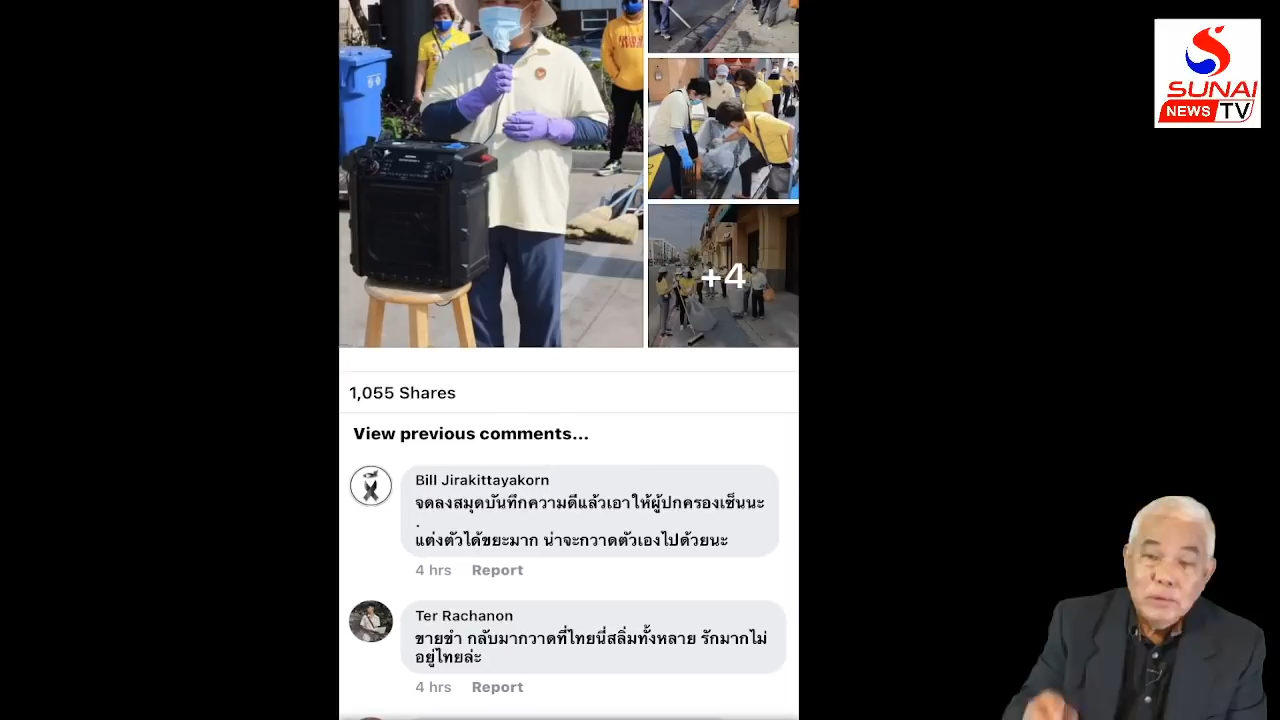 SUNAI
NEWS TV
+4
1,055 Shares
View previous comments...
Bill Jirakittayakorn
จดลงสมุดบันทึกความดีแล้วเอาให้ผู้ปกครองเซ็นนะ
.
แต่งตัวได้ขยะมาก น่าจะกวาดตัวเองไปด้วยนะ
4 hrs Report
Ter Rachanon
ขายขำ กลับมากวาดที่ไทยนี่สลิ่มทั้งหลาย รักมากไม่
อยู่ไทยล่ะ
4 hrs Report